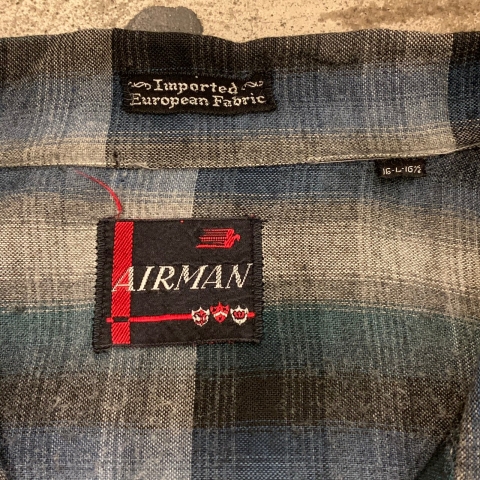 Imported
European Fabric
16-L-16½
AIRMAN